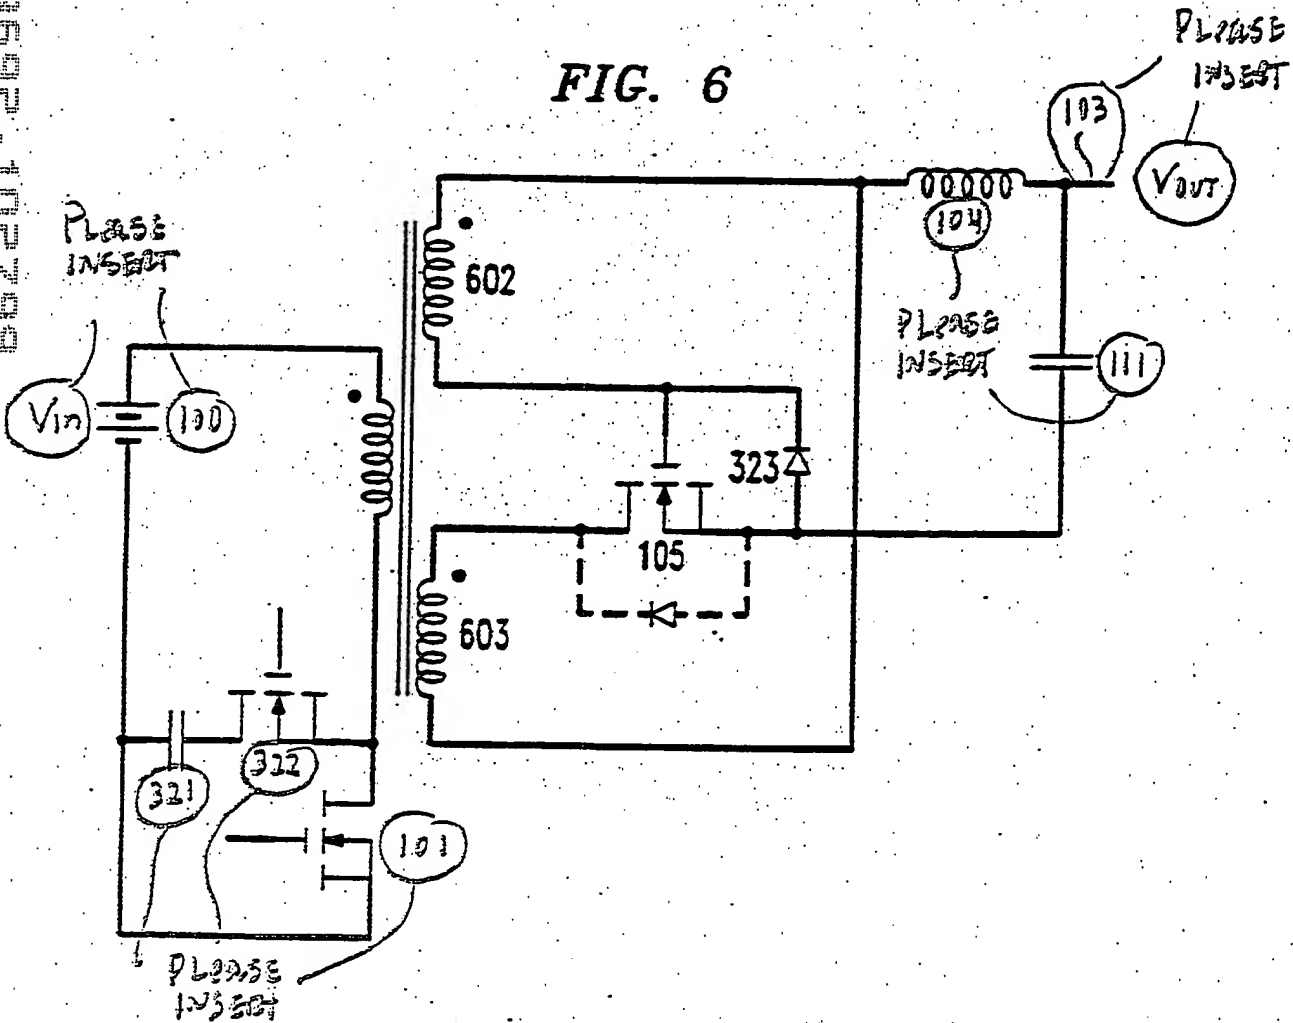 FIG. 6
PLEASE
INSERT
103
VOUT
104
PLEASE
INSERT
111
PLEASE
INSERT
Vin
100
602
323
105
603
322
321
101
PLEASE
INSERT